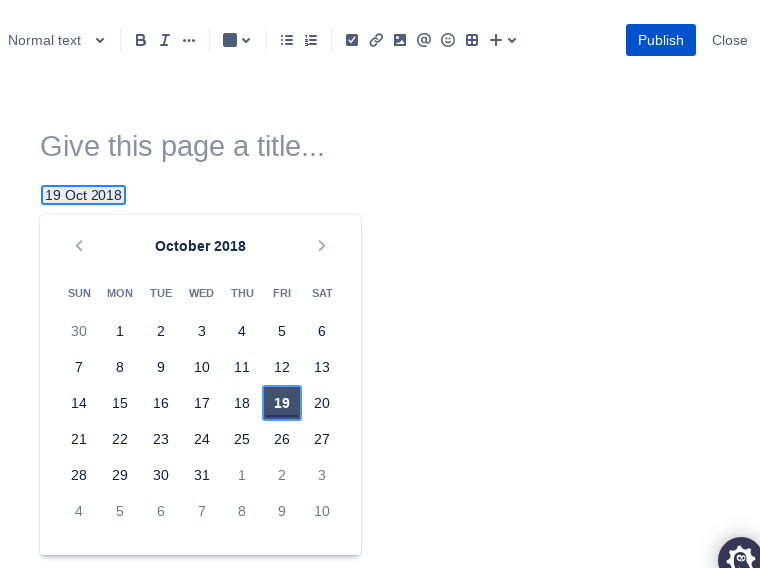 Normal text
Publish
Close
Give this page a title...
19 Oct 2018
October 2018
SUN MON TUE WED THU FRI SAT
30 1 2 3 4 5 6
7 8 9 10 11 12 13
14 15 16 17 18 19 20
21 22 23 24 25 26 27
28 29 30 31 1 2 3
4 5 6 7 8 9 10